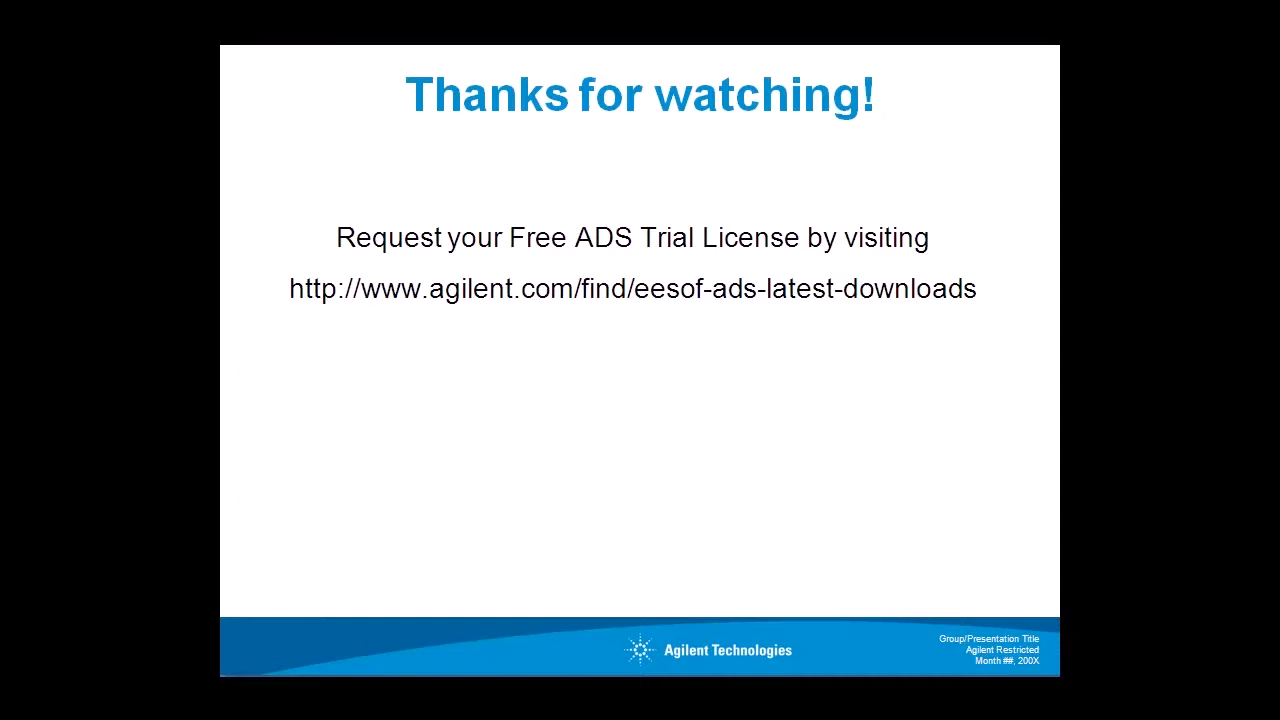 Thanks for watching!
Request your Free ADS Trial License by visiting
http://www.agilent.com/find/eesof-ads-latest-downloads
Agilent Technologies
Group/Presentation Title
Agilent Restricted
Month ##, 200X